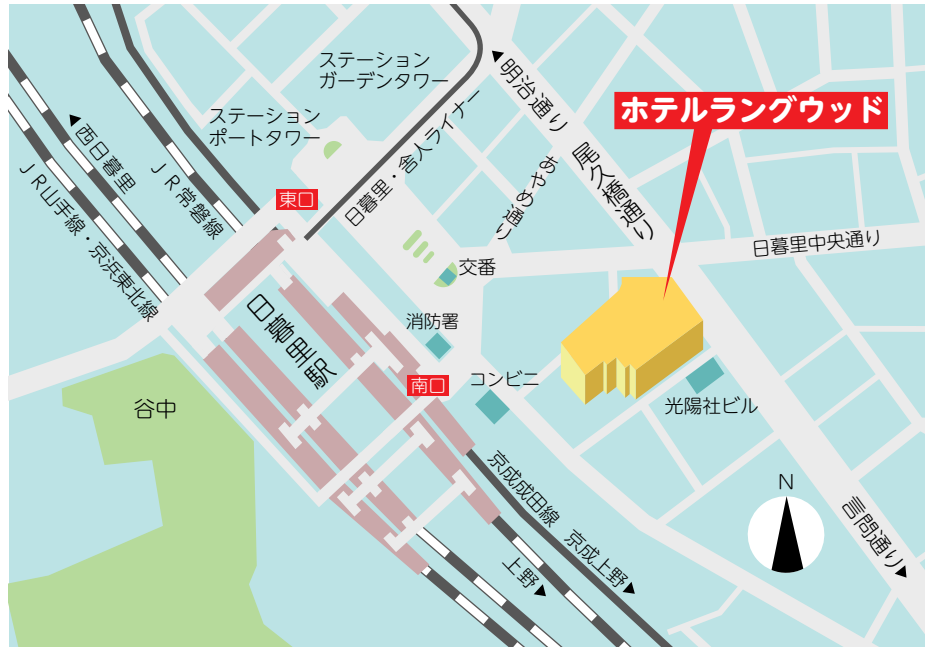 ステーション
ガーデンタワー
ステーション
ポートタワー
明治通り
ホテルラングウッド
西日暮里
JR常磐線
JR山手線・京浜東北線
日暮里・舎人ライナー
あやめ通り
尾久橋通り
東口
日暮里中央通り
交番
消防署
日暮里駅
南口
コンビニ
光陽社ビル
谷中
京成成田線
京成上野
上野
N
言問通り